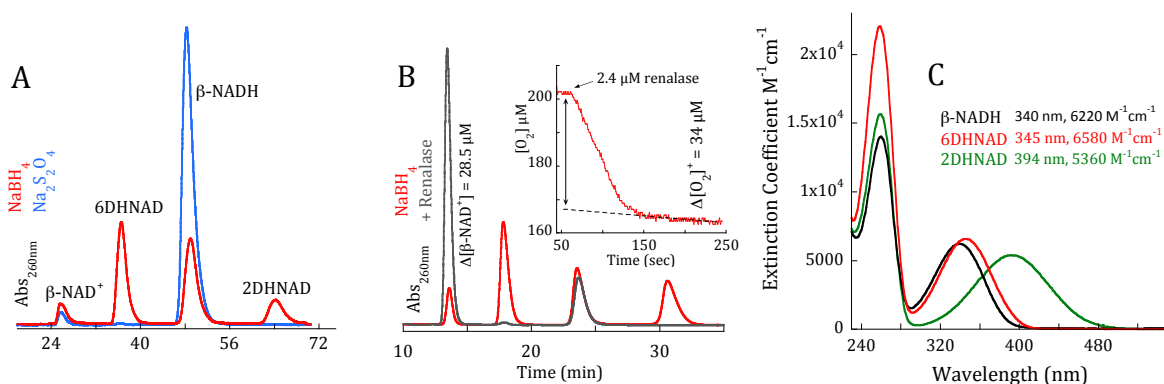 A
NaBH₄
Na₂S₂O₄
Abs₂₆₀nm
β-NAD⁺
6DHNAD
β-NADH
2DHNAD
24 40 56 72
B
NaBH₄
+ Renalase
Abs₂₆₀nm
Δ[β-NAD⁺] = 28.5 μM
10 20 30
Time (min)
2.4 μM renalase
[O₂] μM
200
180
160
Δ[O₂]⁺ = 34 μM
50 150 250
Time (sec)
C
Extinction Coefficient M⁻¹cm⁻¹
2x10⁴
1.5x10⁴
1x10⁴
5000
0
β-NADH 340 nm, 6220 M⁻¹cm⁻¹
6DHNAD 345 nm, 6580 M⁻¹cm⁻¹
2DHNAD 394 nm, 5360 M⁻¹cm⁻¹
240 320 400 480
Wavelength (nm)